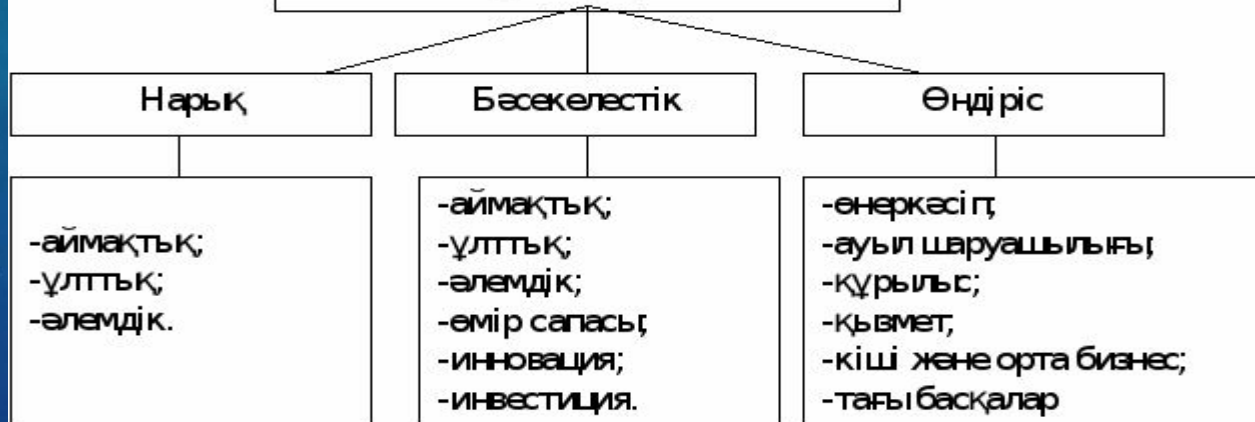 Нарық
Бәсекелестік
Өндіріс
-аймақтық;
-ұлттық;
-әлемдік.
-аймақтық;
-ұлттық;
-әлемдік;
-өмір сапасы;
-инновация;
-инвестиция.
-өнеркәсіп;
-ауыл шаруашылығы;
-құрылыс;
-қызмет;
-кіші және орта бизнес;
-тағы басқалар